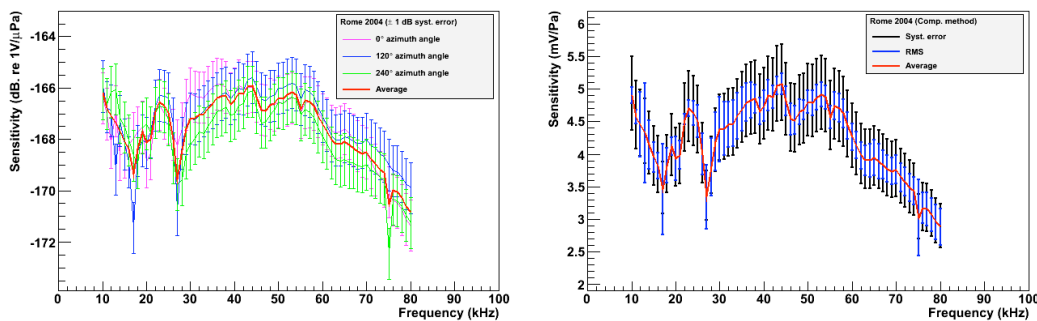 Sensitivity (dB. re 1V/μPa)
-164
-166
-168
-170
-172
Rome 2004 (± 1 dB syst. error)
0° azimuth angle
120° azimuth angle
240° azimuth angle
Average
0 10 20 30 40 50 60 70 80 90 100
Frequency (kHz)
Sensitivity (mV/Pa)
6
5.5
5
4.5
4
3.5
3
2.5
2
Rome 2004 (Comp. method)
Syst. error
RMS
Average
0 10 20 30 40 50 60 70 80 90 100
Frequency (kHz)